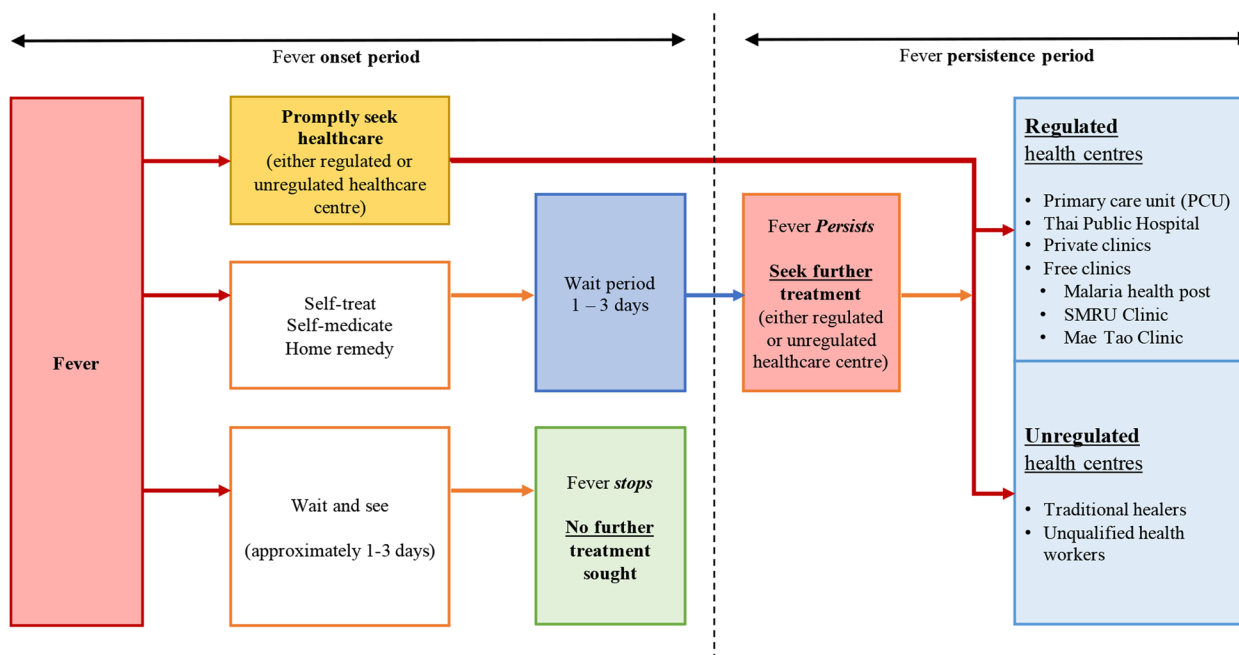 Fever onset period
Fever persistence period
Fever
Promptly seek
healthcare
(either regulated or
unregulated healthcare
centre)
Self-treat
Self-medicate
Home remedy
Wait and see
(approximately 1-3 days)
Wait period
1 – 3 days
Fever stops
No further
treatment
sought
Fever Persists
Seek further
treatment
(either regulated
or unregulated
healthcare centre)
Regulated
health centres
• Primary care unit (PCU)
• Thai Public Hospital
• Private clinics
• Free clinics
• Malaria health post
• SMRU Clinic
• Mae Tao Clinic
Unregulated
health centres
• Traditional healers
• Unqualified health
workers